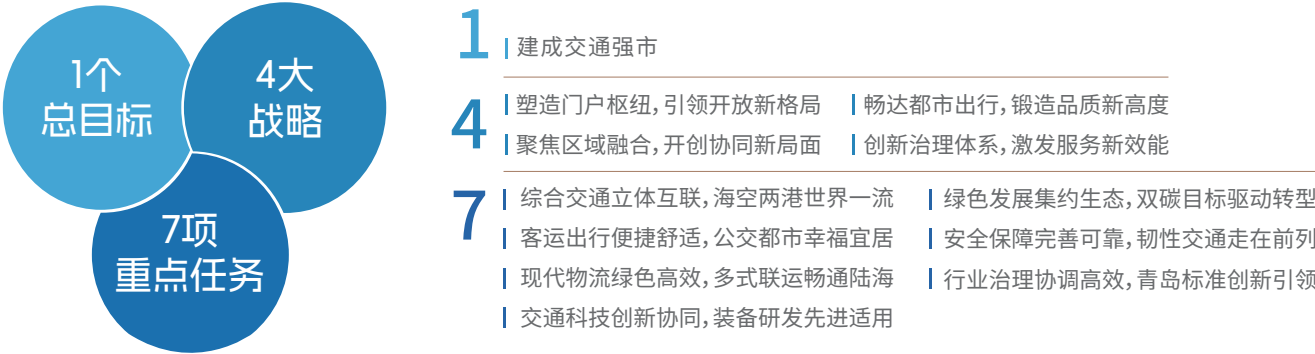 1个
总目标
4大
战略
7项
重点任务
1
建成交通强市
4
塑造门户枢纽，引领开放新格局
畅达都市出行，锻造品质新高度
聚焦区域融合，开创协同新局面
创新治理体系，激发服务新效能
7
综合交通立体互联，海空两港世界一流
绿色发展集约生态，双碳目标驱动转型
客运出行便捷舒适，公交都市幸福宜居
安全保障完善可靠，韧性交通走在前列
现代物流绿色高效，多式联运畅通陆海
行业治理协调高效，青岛标准创新引领
交通科技创新协同，装备研发先进适用